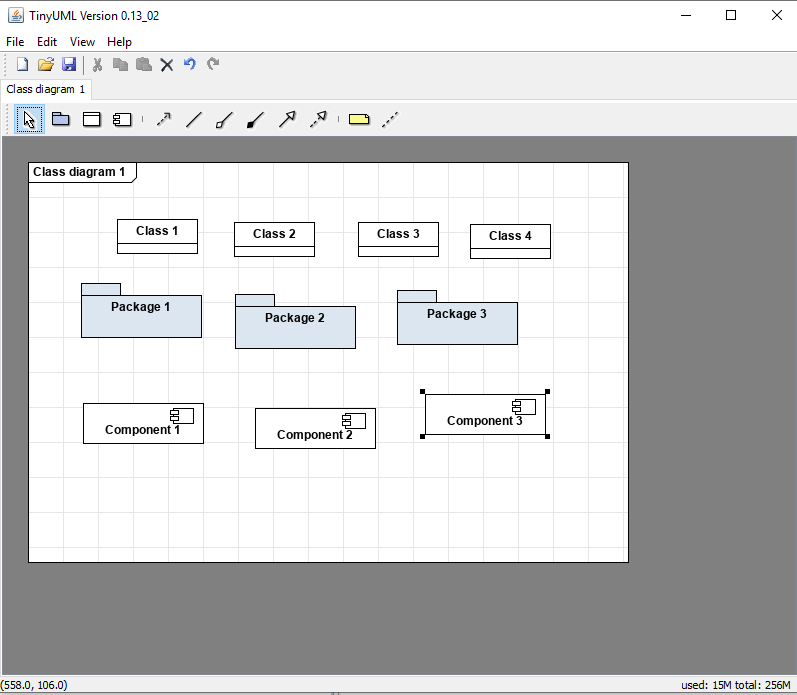 TinyUML Version 0.13_02
File Edit View Help
Class diagram 1
Class diagram 1
Class 1 Class 2 Class 3 Class 4
Package 1 Package 2 Package 3
Component 1 Component 2 Component 3
(558.0, 106.0) used: 15M total: 256M